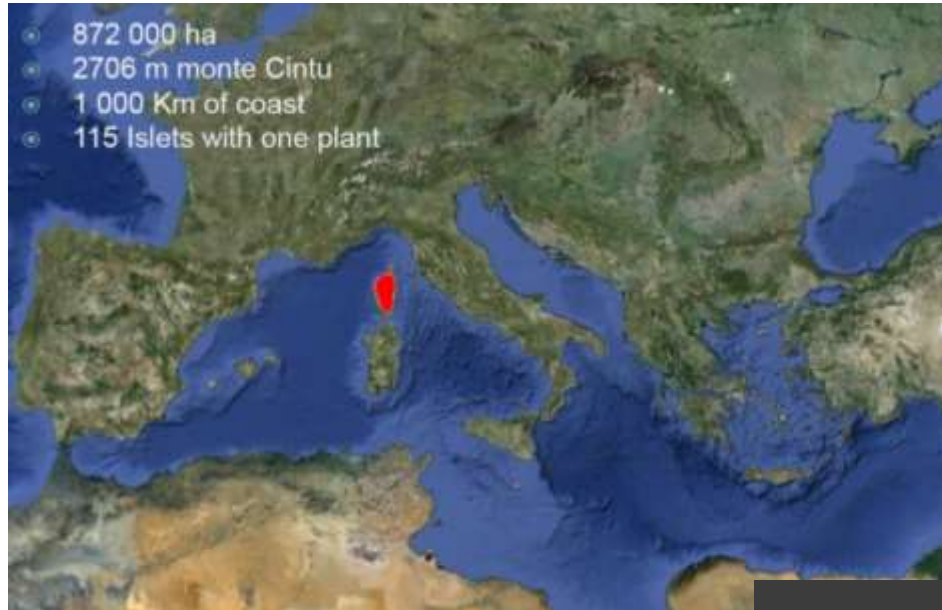 872 000 ha
2706 m monte Cintu
1 000 Km of coast
115 Islets with one plant